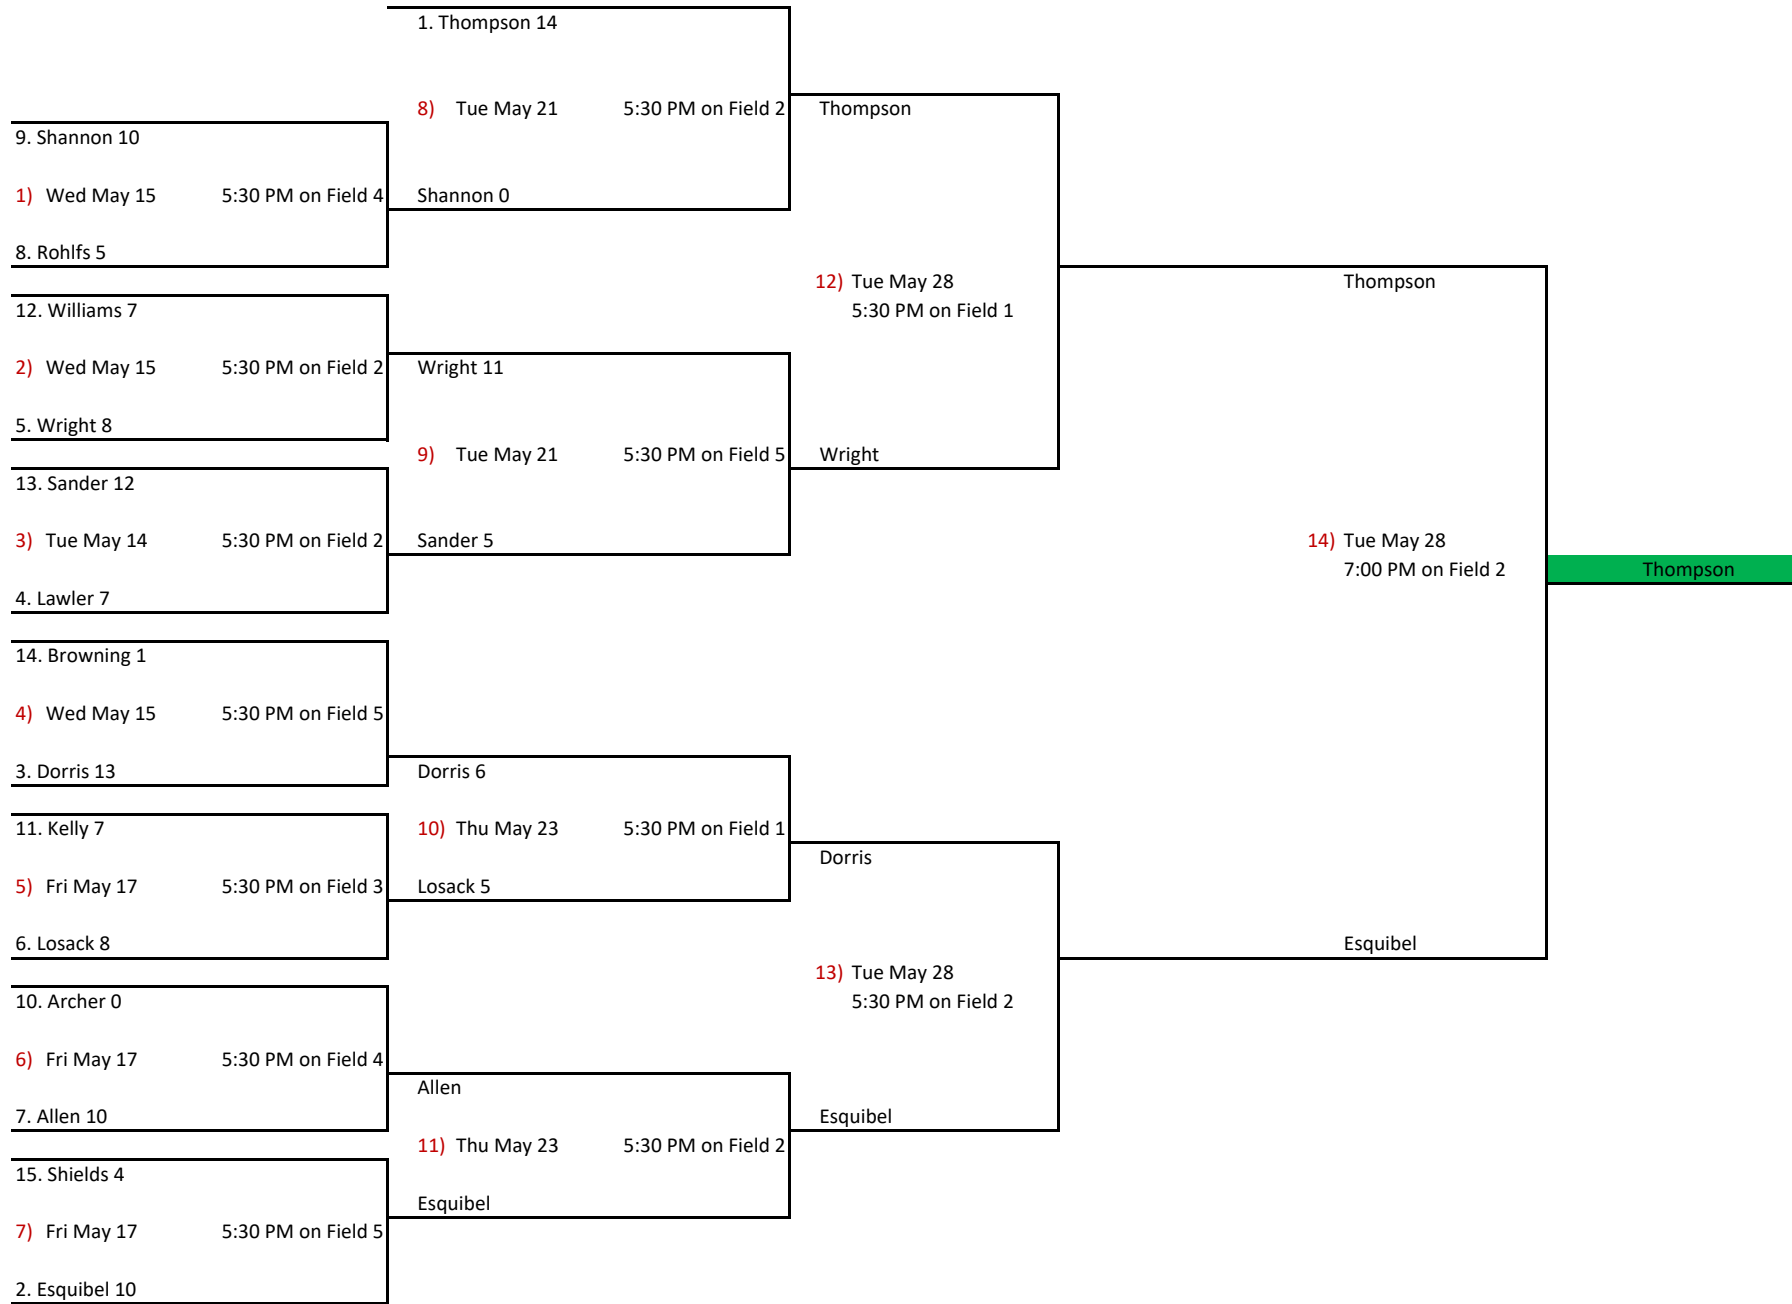 1. Thompson 14
8) Tue May 21 5:30 PM on Field 2 Thompson
9. Shannon 10
1) Wed May 15 5:30 PM on Field 4 Shannon 0
8. Rohlfs 5
12) Tue May 28 Thompson
12. Williams 7 5:30 PM on Field 1
2) Wed May 15 5:30 PM on Field 2 Wright 11
5. Wright 8
9) Tue May 21 5:30 PM on Field 5 Wright
13. Sander 12
3) Tue May 14 5:30 PM on Field 2 Sander 5 14) Tue May 28
7:00 PM on Field 2 Thompson
4. Lawler 7
14. Browning 1
4) Wed May 15 5:30 PM on Field 5
3. Dorris 13 Dorris 6
11. Kelly 7 10) Thu May 23 5:30 PM on Field 1
Dorris
5) Fri May 17 5:30 PM on Field 3 Losack 5
6. Losack 8 Esquibel
13) Tue May 28
10. Archer 0 5:30 PM on Field 2
6) Fri May 17 5:30 PM on Field 4
Allen
7. Allen 10 Esquibel
11) Thu May 23 5:30 PM on Field 2
15. Shields 4
Esquibel
7) Fri May 17 5:30 PM on Field 5
2. Esquibel 10